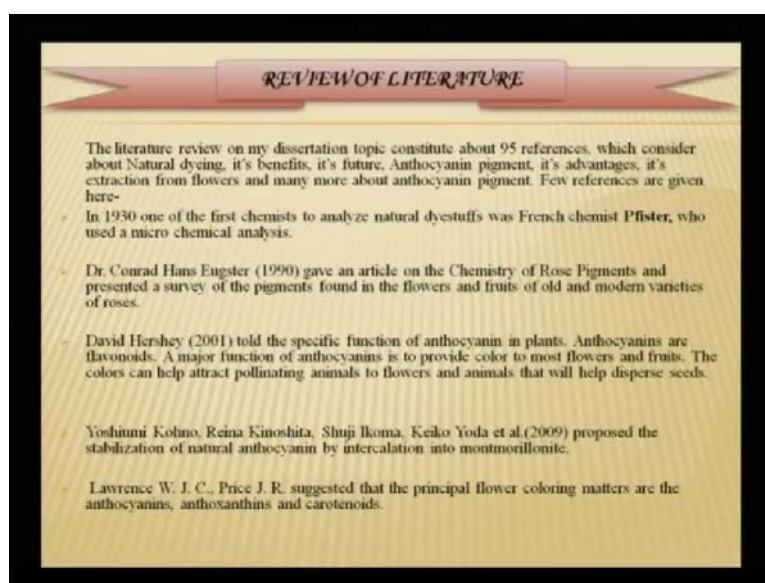 REVIEW OF LITERATURE
The literature review on my dissertation topic constitute about 95 references, which consider
about Natural dyeing, it's benefits, it's future, Anthocyanin pigment, it's advantages, it's
extraction from flowers and many more about anthocyanin pigment. Few references are given
here-
In 1930 one of the first chemists to analyze natural dyestuffs was French chemist Pfister, who
used a micro chemical analysis.
Dr. Conrad Hans Eugster (1990) gave an article on the Chemistry of Rose Pigments and
presented a survey of the pigments found in the flowers and fruits of old and modern varieties
of roses.
David Hershey (2001) told the specific function of anthocyanin in plants. Anthocyanins are
flavonoids. A major function of anthocyanins is to provide color to most flowers and fruits. The
colors can help attract pollinating animals to flowers and animals that will help disperse seeds.
Yoshiumi Kohno, Reina Kinoshita, Shuji Ikoma, Keiko Yoda et al.(2009) proposed the
stabilization of natural anthocyanin by intercalation into montmorillonite.
Lawrence W. J. C., Price J. R. suggested that the principal flower coloring matters are the
anthocyanins, anthoxanthins and carotenoids.